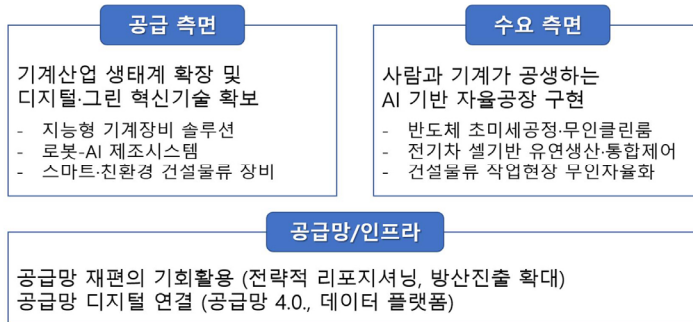 공급 측면
기계산업 생태계 확장 및
디지털·그린 혁신기술 확보
- 지능형 기계장비 솔루션
- 로봇-AI 제조시스템
- 스마트·친환경 건설물류 장비
수요 측면
사람과 기계가 공생하는
AI 기반 자율공장 구현
- 반도체 초미세공정·무인클린룸
- 전기차 셀기반 유연생산·통합제어
- 건설물류 작업현장 무인자율화
공급망/인프라
공급망 재편의 기회활용 (전략적 리포지셔닝, 방산진출 확대)
공급망 디지털 연결 (공급망 4.0., 데이터 플랫폼)